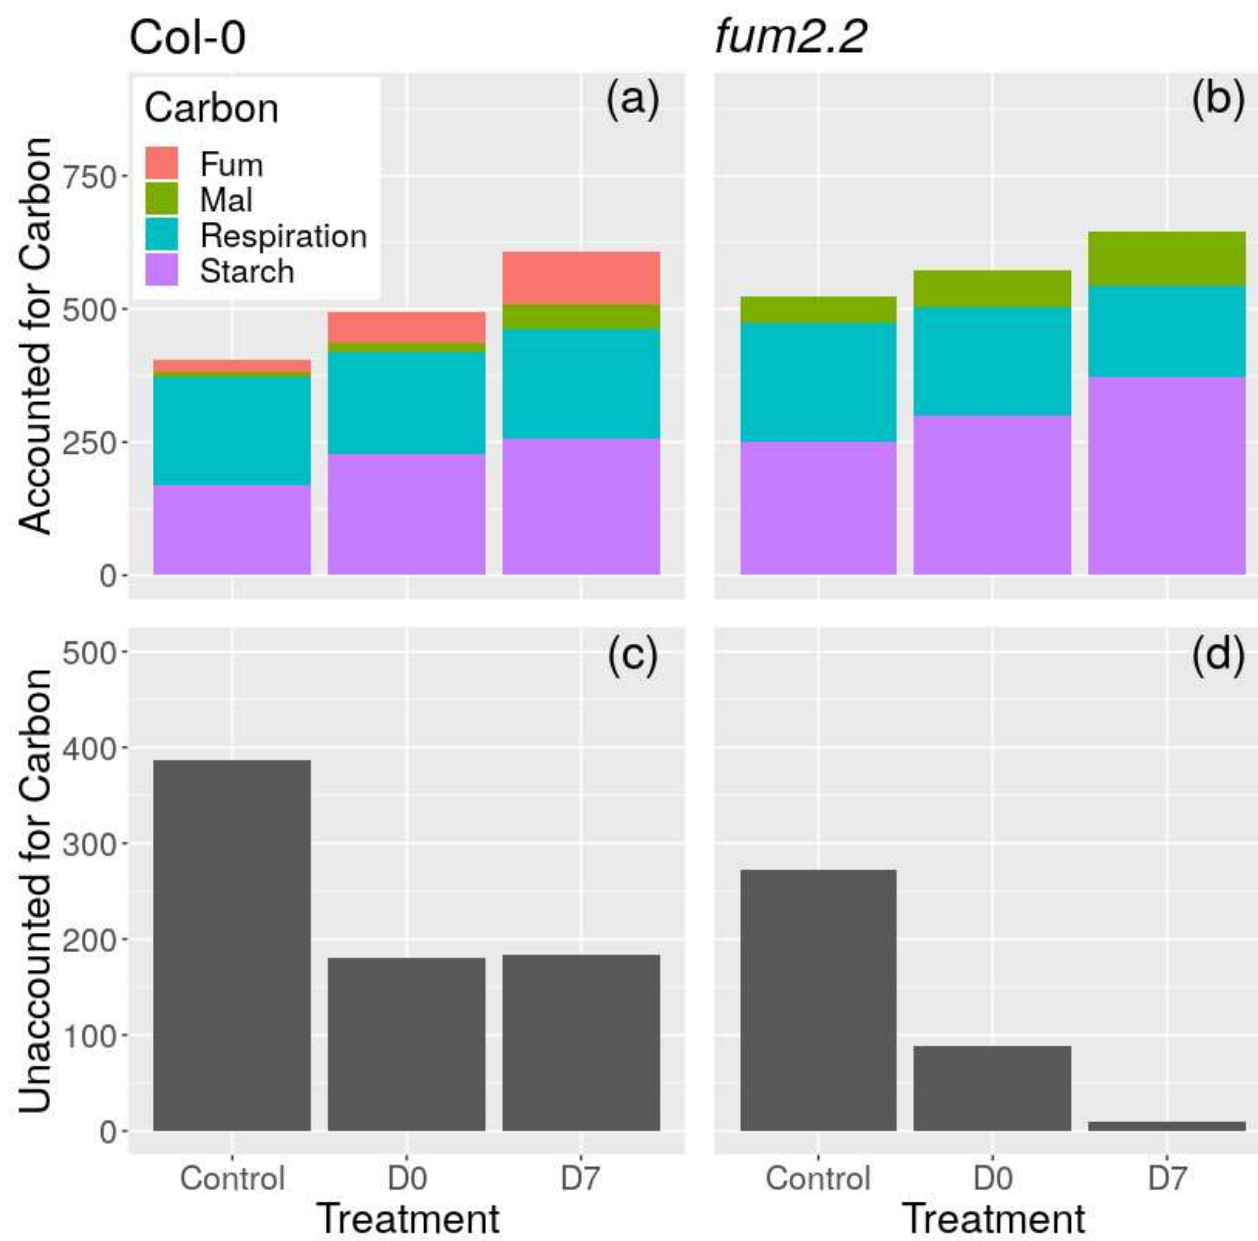 Col-0
fum2.2
(a)
(b)
Carbon
Fum
Mal
Respiration
Starch
Accounted for Carbon
750
500
250
0
(c)
(d)
Unaccounted for Carbon
500
400
300
200
100
0
Control D0 D7
Control D0 D7
Treatment
Treatment